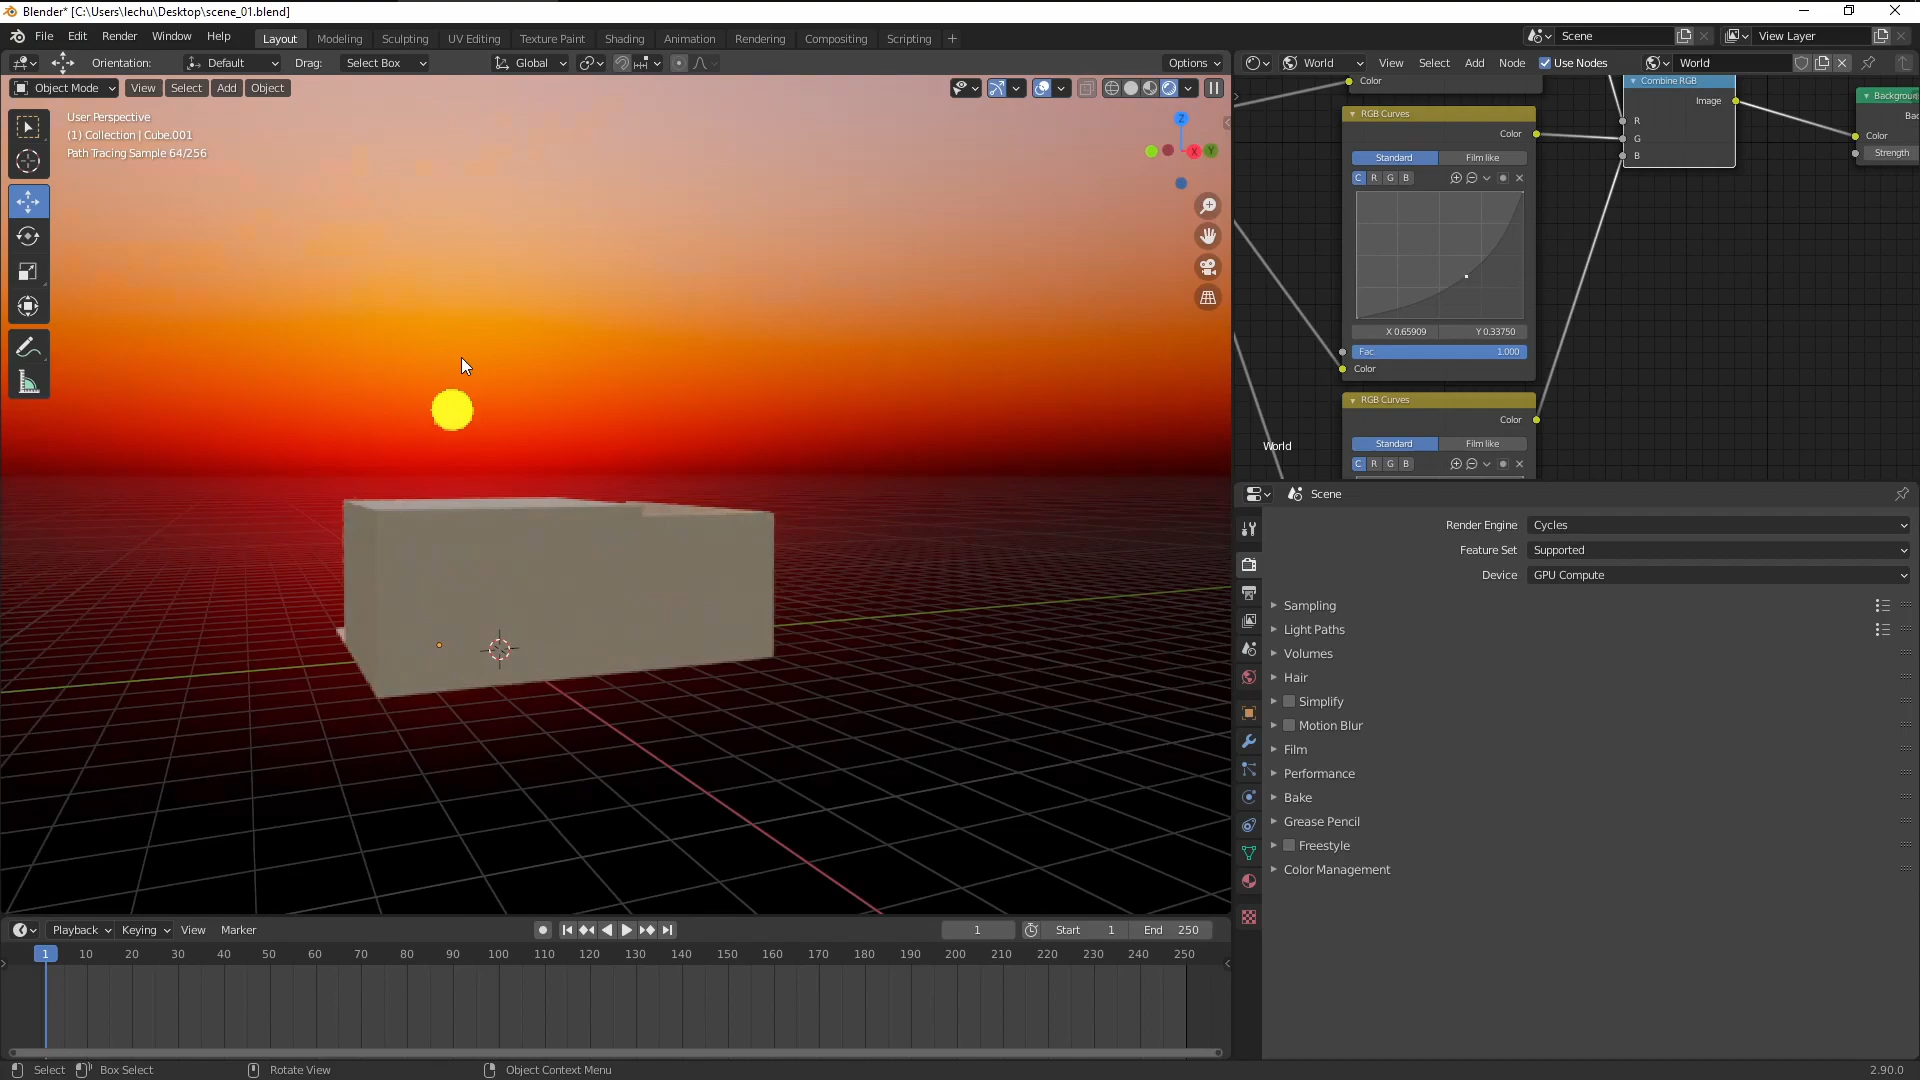 Blender* [C:\Users\lechu\Desktop\scene_01.blend]
File Edit Render Window Help
Layout Modeling Sculpting UV Editing Texture Paint Shading Animation Rendering Compositing Scripting +
Scene View Layer
Orientation: Default Drag: Select Box Global Options
World View Select Add Node Use Nodes World
Object Mode View Select Add Object
User Perspective
(1) Collection | Cube.001
Path Tracing Sample 64/256
Z
X
Y
Color
RGB Curves
Color
Standard Film like
C R G B
X 0.65909 Y 0.33750
Fac 1.000
Color
RGB Curves
Color
Standard Film like
C R G B
World
Combine RGB
Image
R
G
B
Backgroun
Bac
Color
Strength
Scene
Render Engine Cycles
Feature Set Supported
Device GPU Compute
Sampling
Light Paths
Volumes
Hair
Simplify
Motion Blur
Film
Performance
Bake
Grease Pencil
Freestyle
Color Management
Playback Keying View Marker
1 Start 1 End 250
1 10 20 30 40 50 60 70 80 90 100 110 120 130 140 150 160 170 180 190 200 210 220 230 240 250
Select Box Select Rotate View Object Context Menu 2.90.0